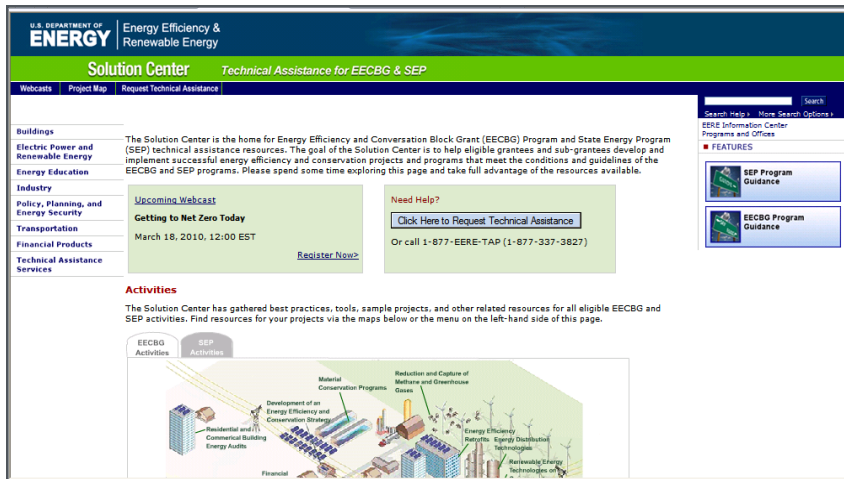 U.S. DEPARTMENT OF
ENERGY
Energy Efficiency &
Renewable Energy
Solution Center
Technical Assistance for EECBG & SEP
Webcasts
Project Map
Request Technical Assistance
Search
Search Help
More Search Options
EERE Information Center
Programs and Offices
FEATURES
SEP Program
Guidance
EECBG Program
Guidance
Buildings
Electric Power and
Renewable Energy
Energy Education
Industry
Policy, Planning, and
Energy Security
Transportation
Financial Products
Technical Assistance
Services
The Solution Center is the home for Energy Efficiency and Conversation Block Grant (EECBG) Program and State Energy Program
(SEP) technical assistance resources. The goal of the Solution Center is to help eligible grantees and sub-grantees develop and
implement successful energy efficiency and conservation projects and programs that meet the conditions and guidelines of the
EECBG and SEP programs. Please spend some time exploring this page and take full advantage of the resources available.
Upcoming Webcast
Getting to Net Zero Today
March 18, 2010, 12:00 EST
Register Now>
Need Help?
Click Here to Request Technical Assistance
Or call 1-877-EERE-TAP (1-877-337-3827)
Activities
The Solution Center has gathered best practices, tools, sample projects, and other related resources for all eligible EECBG and
SEP activities. Find resources for your projects via the maps below or the menu on the left-hand side of this page.
EECBG
Activities
SEP
Activities
Material
Conservation Programs
Reduction and Capture of
Methane and Greenhouse
Gases
Development of an
Energy Efficiency and
Conservation Strategy
Residential and
Commerical Building
Energy Audits
Energy Efficiency
Retrofits
Energy Distribution
Technologies
Renewable Energy
Technologies on
Financial